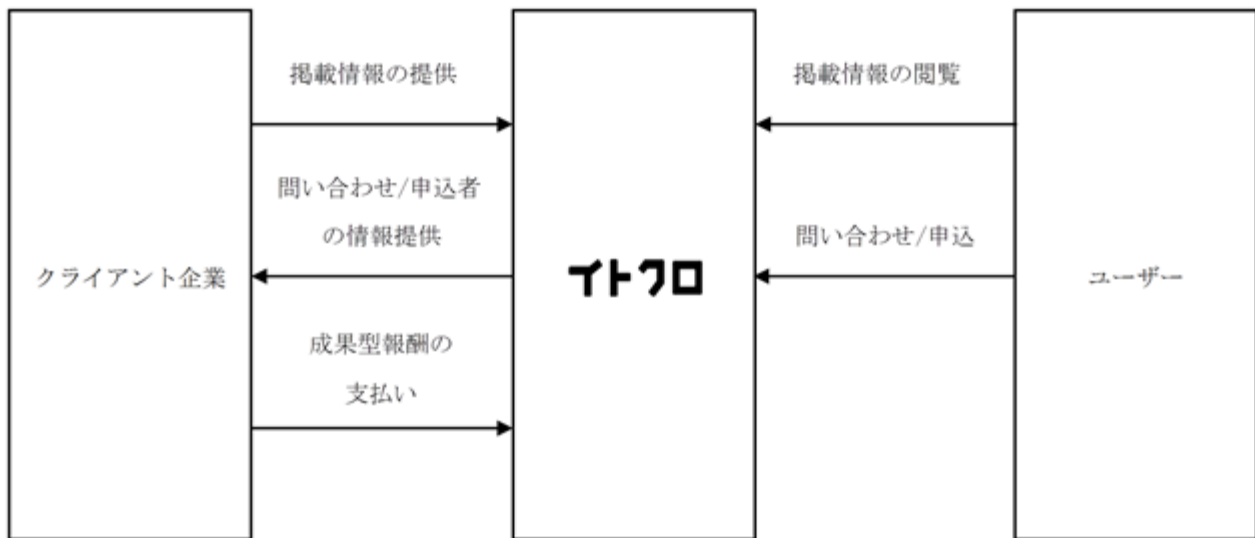 掲載情報の提供
掲載情報の閲覧
問い合わせ/申込者
の情報提供
問い合わせ/申込
クライアント企業
イトクロ
ユーザー
成果型報酬の
支払い